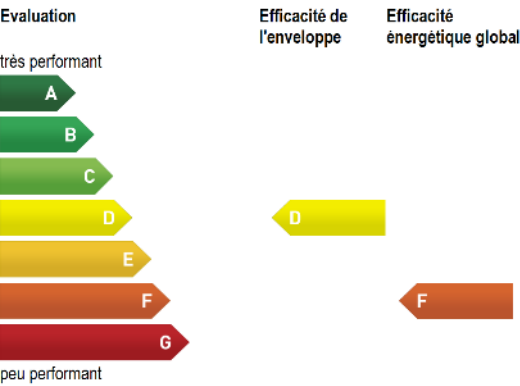 Evaluation
Efficacité de
l'enveloppe
Efficacité
énergétique global
très performant
A
B
C
D
D
E
F
F
G
peu performant